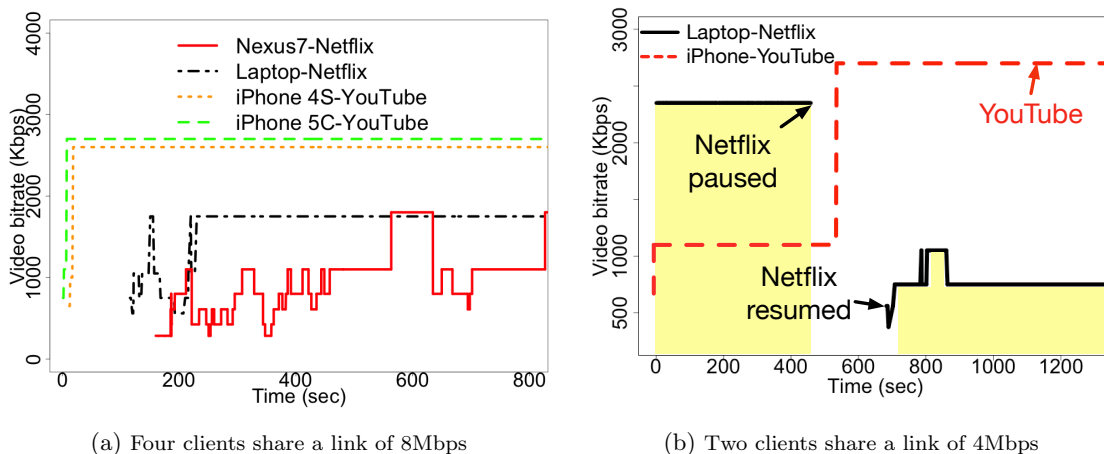 Video bitrate (Kbps)
4000
3000
2000
1000
0
Nexus7-Netflix
Laptop-Netflix
iPhone 4S-YouTube
iPhone 5C-YouTube
0
200
400
600
800
Time (sec)
(a) Four clients share a link of 8Mbps
Video bitrate (Kbps)
3000
2000
1000
500
Laptop-Netflix
iPhone-YouTube
YouTube
Netflix
paused
Netflix
resumed
0
200
400
600
800
1000
1200
Time (sec)
(b) Two clients share a link of 4Mbps